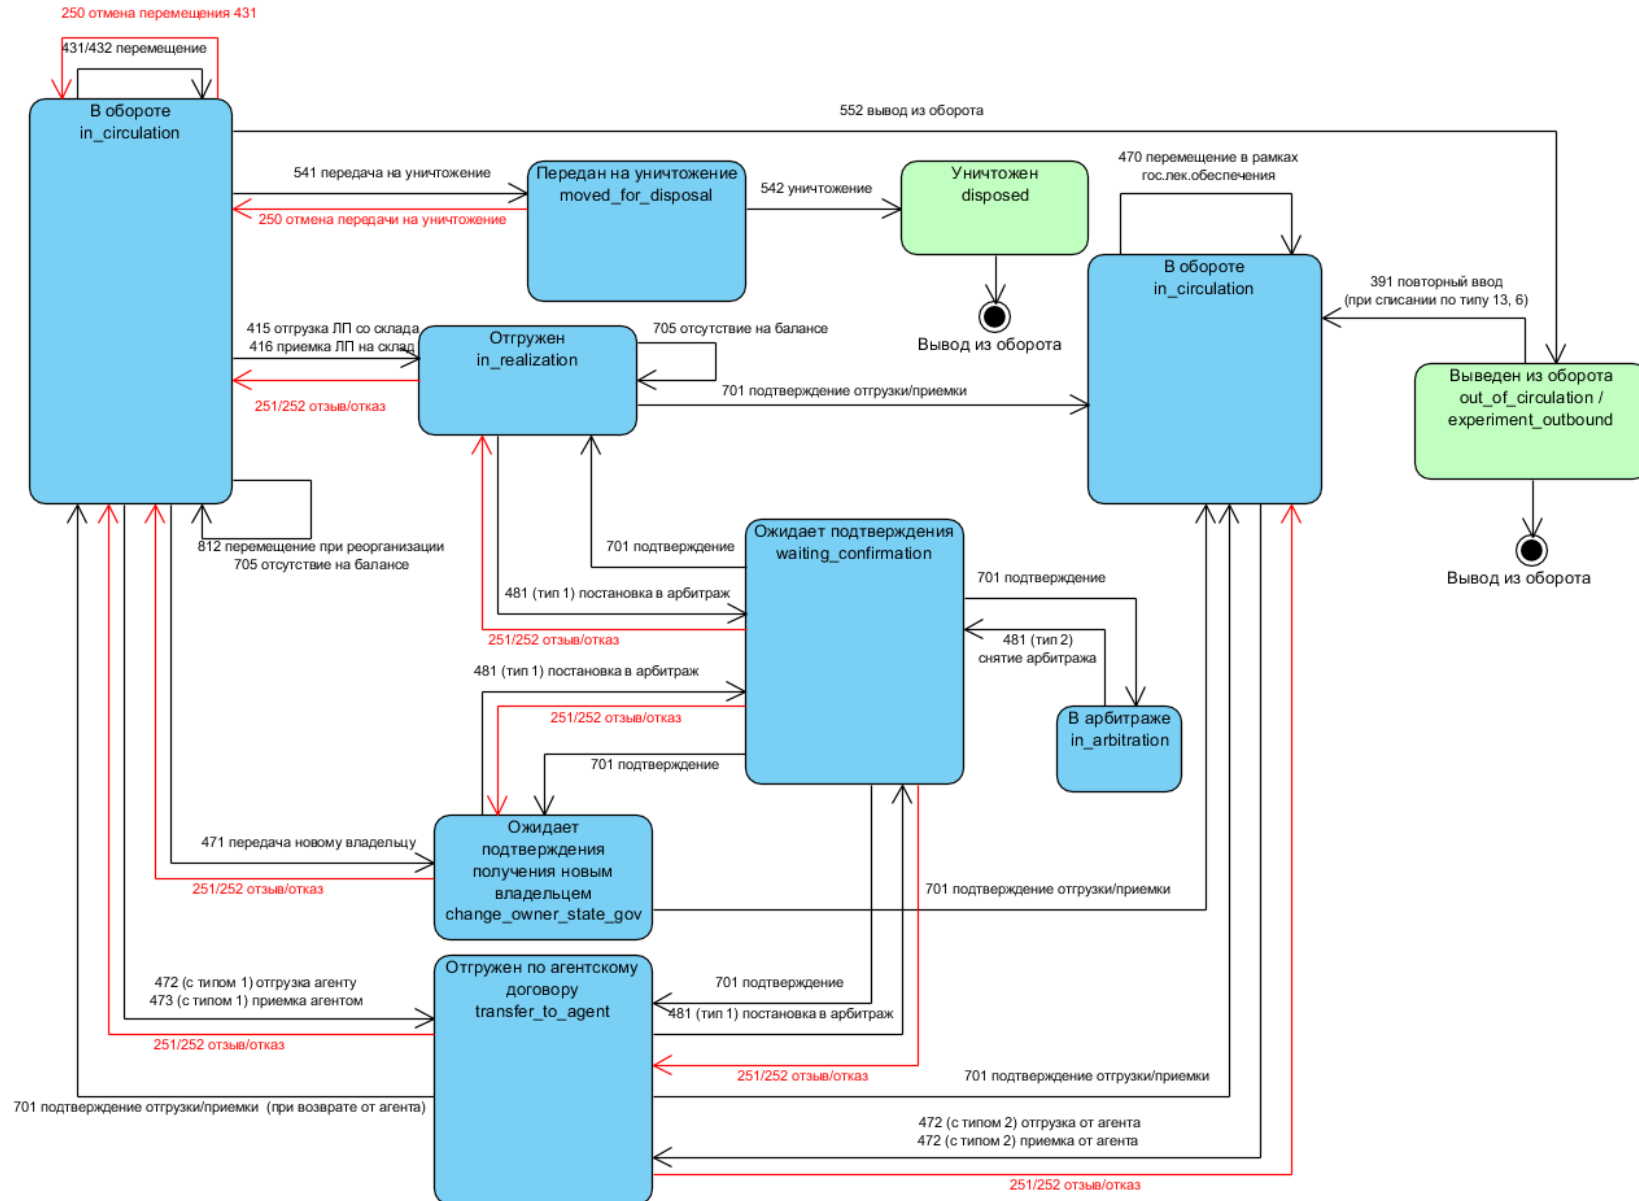 250 отмена перемещения 431
431/432 перемещение
В обороте
in_circulation
552 вывод из оборота
541 передача на уничтожение
250 отмена передачи на уничтожение
Передан на уничтожение
moved_for_disposal
542 уничтожение
Уничтожен
disposed
Вывод из оборота
470 перемещение в рамках
гос.лек.обеспечения
В обороте
in_circulation
391 повторный ввод
(при списании по типу 13, 6)
Выведен из оборота
out_of_circulation /
experiment_outbound
Вывод из оборота
415 отгрузка ЛП со склада
416 приемка ЛП на склад
251/252 отзыв/отказ
Отгружен
in_realization
705 отсутствие на балансе
701 подтверждение отгрузки/приемки
812 перемещение при реорганизации
705 отсутствие на балансе
Ожидает подтверждения
waiting_confirmation
701 подтверждение
481 (тип 1) постановка в арбитраж
251/252 отзыв/отказ
701 подтверждение
481 (тип 2)
снятие арбитража
481 (тип 1) постановка в арбитраж
251/252 отзыв/отказ
701 подтверждение
В арбитраже
in_arbitration
471 передача новому владельцу
251/252 отзыв/отказ
Ожидает
подтверждения
получения новым
владельцем
change_owner_state_gov
701 подтверждение отгрузки/приемки
472 (с типом 1) отгрузка агенту
473 (с типом 1) приемка агентом
251/252 отзыв/отказ
Отгружен по агентскому
договору
transfer_to_agent
701 подтверждение
481 (тип 1) постановка в арбитраж
251/252 отзыв/отказ
701 подтверждение отгрузки/приемки
701 подтверждение отгрузки/приемки (при возврате от агента)
472 (с типом 2) отгрузка от агента
472 (с типом 2) приемка от агента
251/252 отзыв/отказ